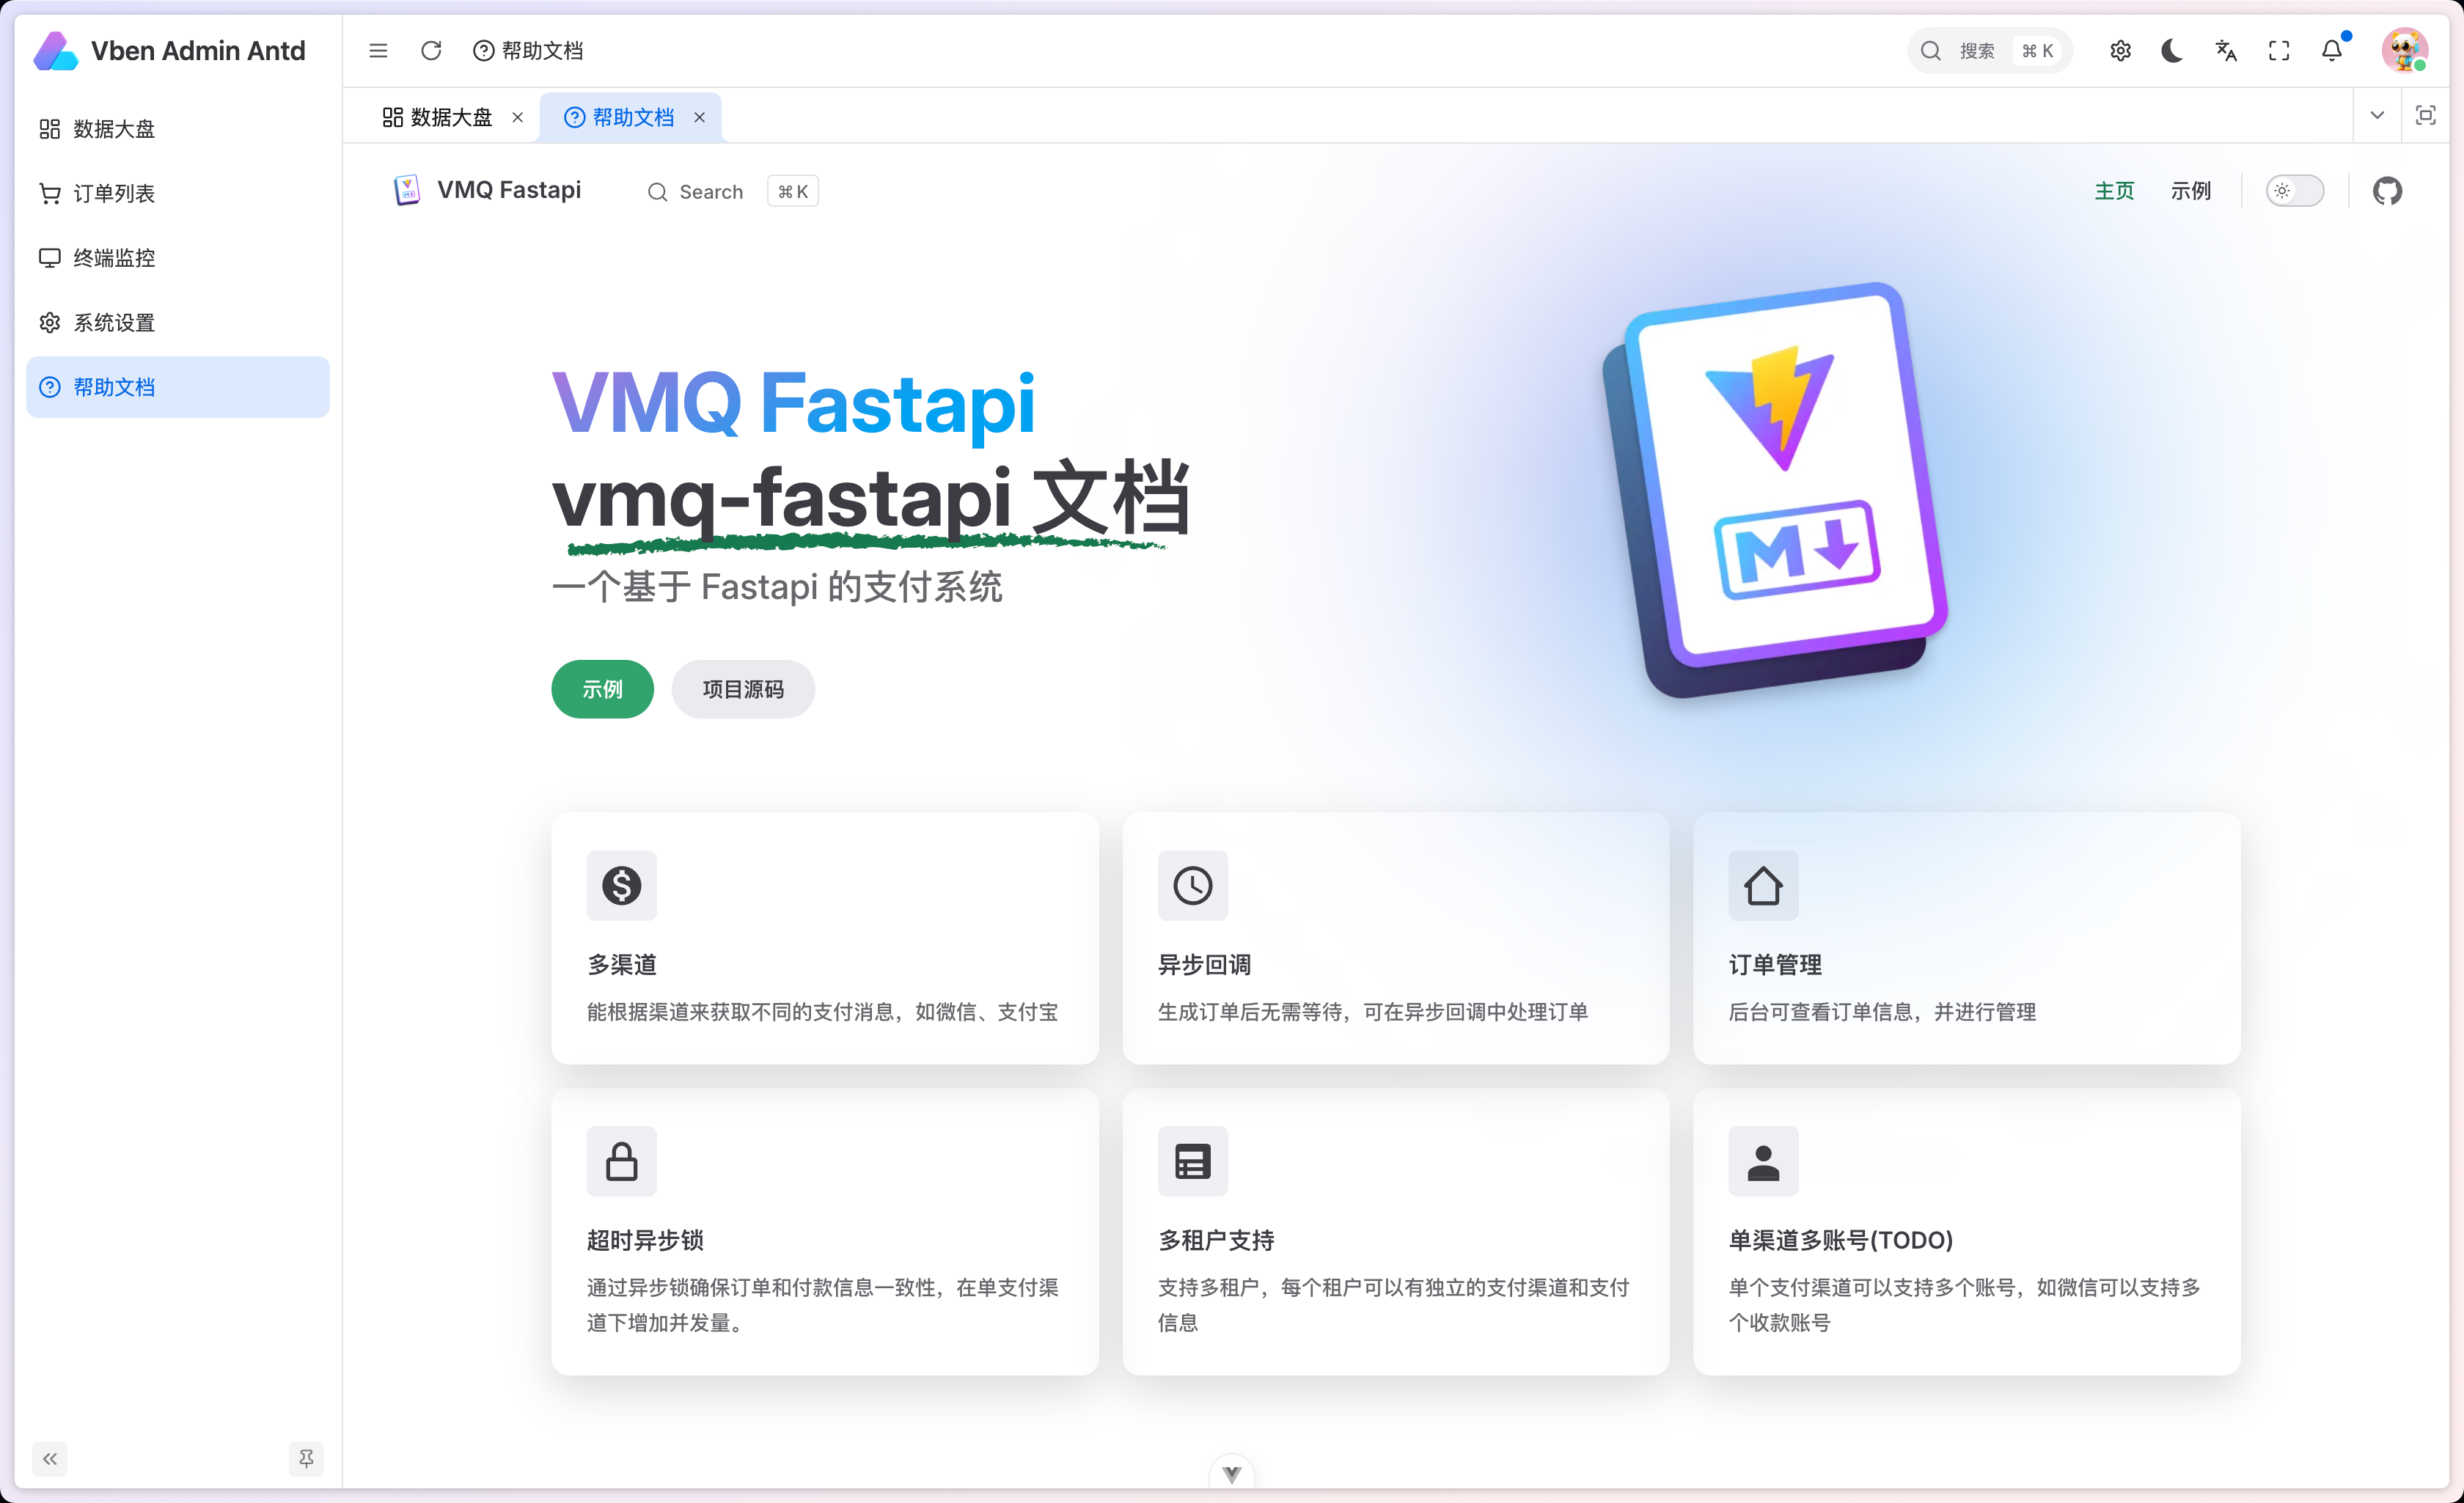 Vben Admin Antd
帮助文档
搜索 ⌘ K
数据大盘
订单列表
终端监控
系统设置
帮助文档
数据大盘
帮助文档
VMQ Fastapi
Search ⌘ K
主页
示例
VMQ Fastapi
vmq-fastapi 文档
一个基于 Fastapi 的支付系统
示例
项目源码
M
多渠道
能根据渠道来获取不同的支付消息，如微信、支付宝
异步回调
生成订单后无需等待，可在异步回调中处理订单
订单管理
后台可查看订单信息，并进行管理
超时异步锁
通过异步锁确保订单和付款信息一致性，在单支付渠
道下增加并发量。
多租户支持
支持多租户，每个租户可以有独立的支付渠道和支付
信息
单渠道多账号(TODO)
单个支付渠道可以支持多个账号，如微信可以支持多
个收款账号